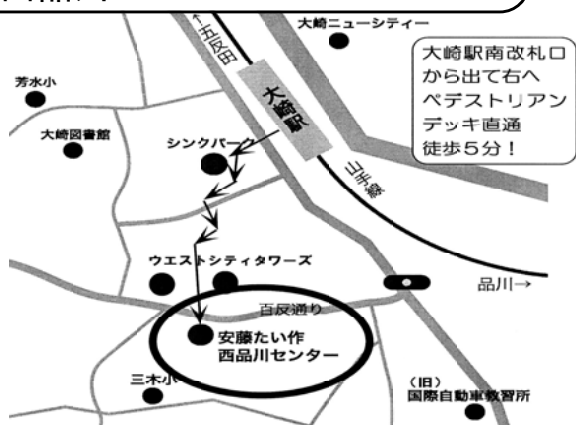 大崎ニューシティー
←五反田
大崎駅南改札口
から出て右へ
ペデストリアン
デッキ直通
徒歩5分！
芳水小
大崎駅
大崎図書館
シンクパーク
山手線
ウエストシティタワーズ
品川→
百反通り
安藤たい作
西品川センター
三木小
（旧）
国際自動車教習所